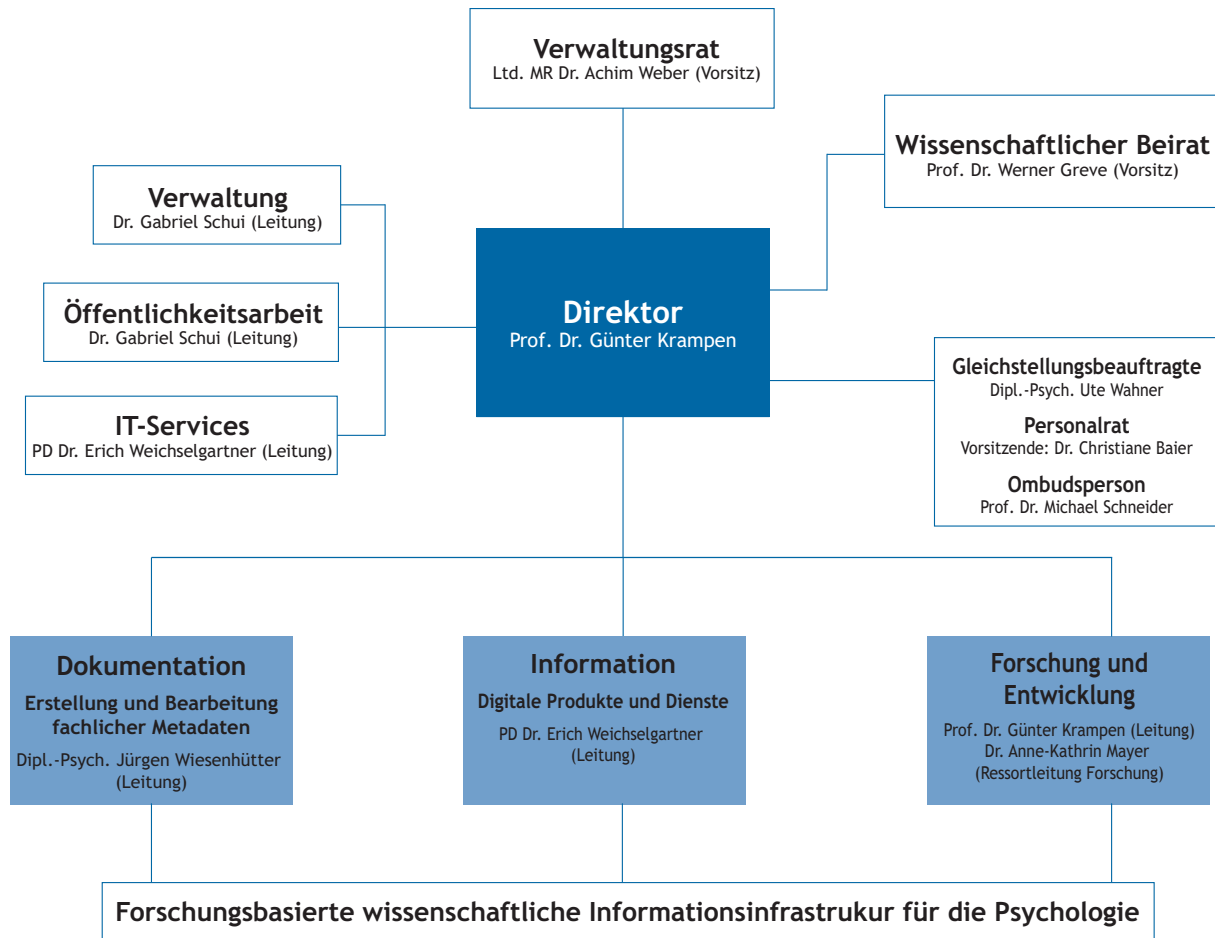 Verwaltungsrat
Ltd. MR Dr. Achim Weber (Vorsitz)
Wissenschaftlicher Beirat
Prof. Dr. Werner Greve (Vorsitz)
Verwaltung
Dr. Gabriel Schui (Leitung)
Öffentlichkeitsarbeit
Dr. Gabriel Schui (Leitung)
IT-Services
PD Dr. Erich Weichselgartner (Leitung)
Direktor
Prof. Dr. Günter Krampen
Gleichstellungsbeauftragte
Dipl.-Psych. Ute Wahner
Personalrat
Vorsitzende: Dr. Christiane Baier
Ombudsperson
Prof. Dr. Michael Schneider
Dokumentation
Erstellung und Bearbeitung
fachlicher Metadaten
Dipl.-Psych. Jürgen Wiesenhütter
(Leitung)
Information
Digitale Produkte und Dienste
PD Dr. Erich Weichselgartner
(Leitung)
Forschung und
Entwicklung
Prof. Dr. Günter Krampen (Leitung)
Dr. Anne-Kathrin Mayer
(Ressortleitung Forschung)
Forschungsbasierte wissenschaftliche Informationsinfrastrukur für die Psychologie